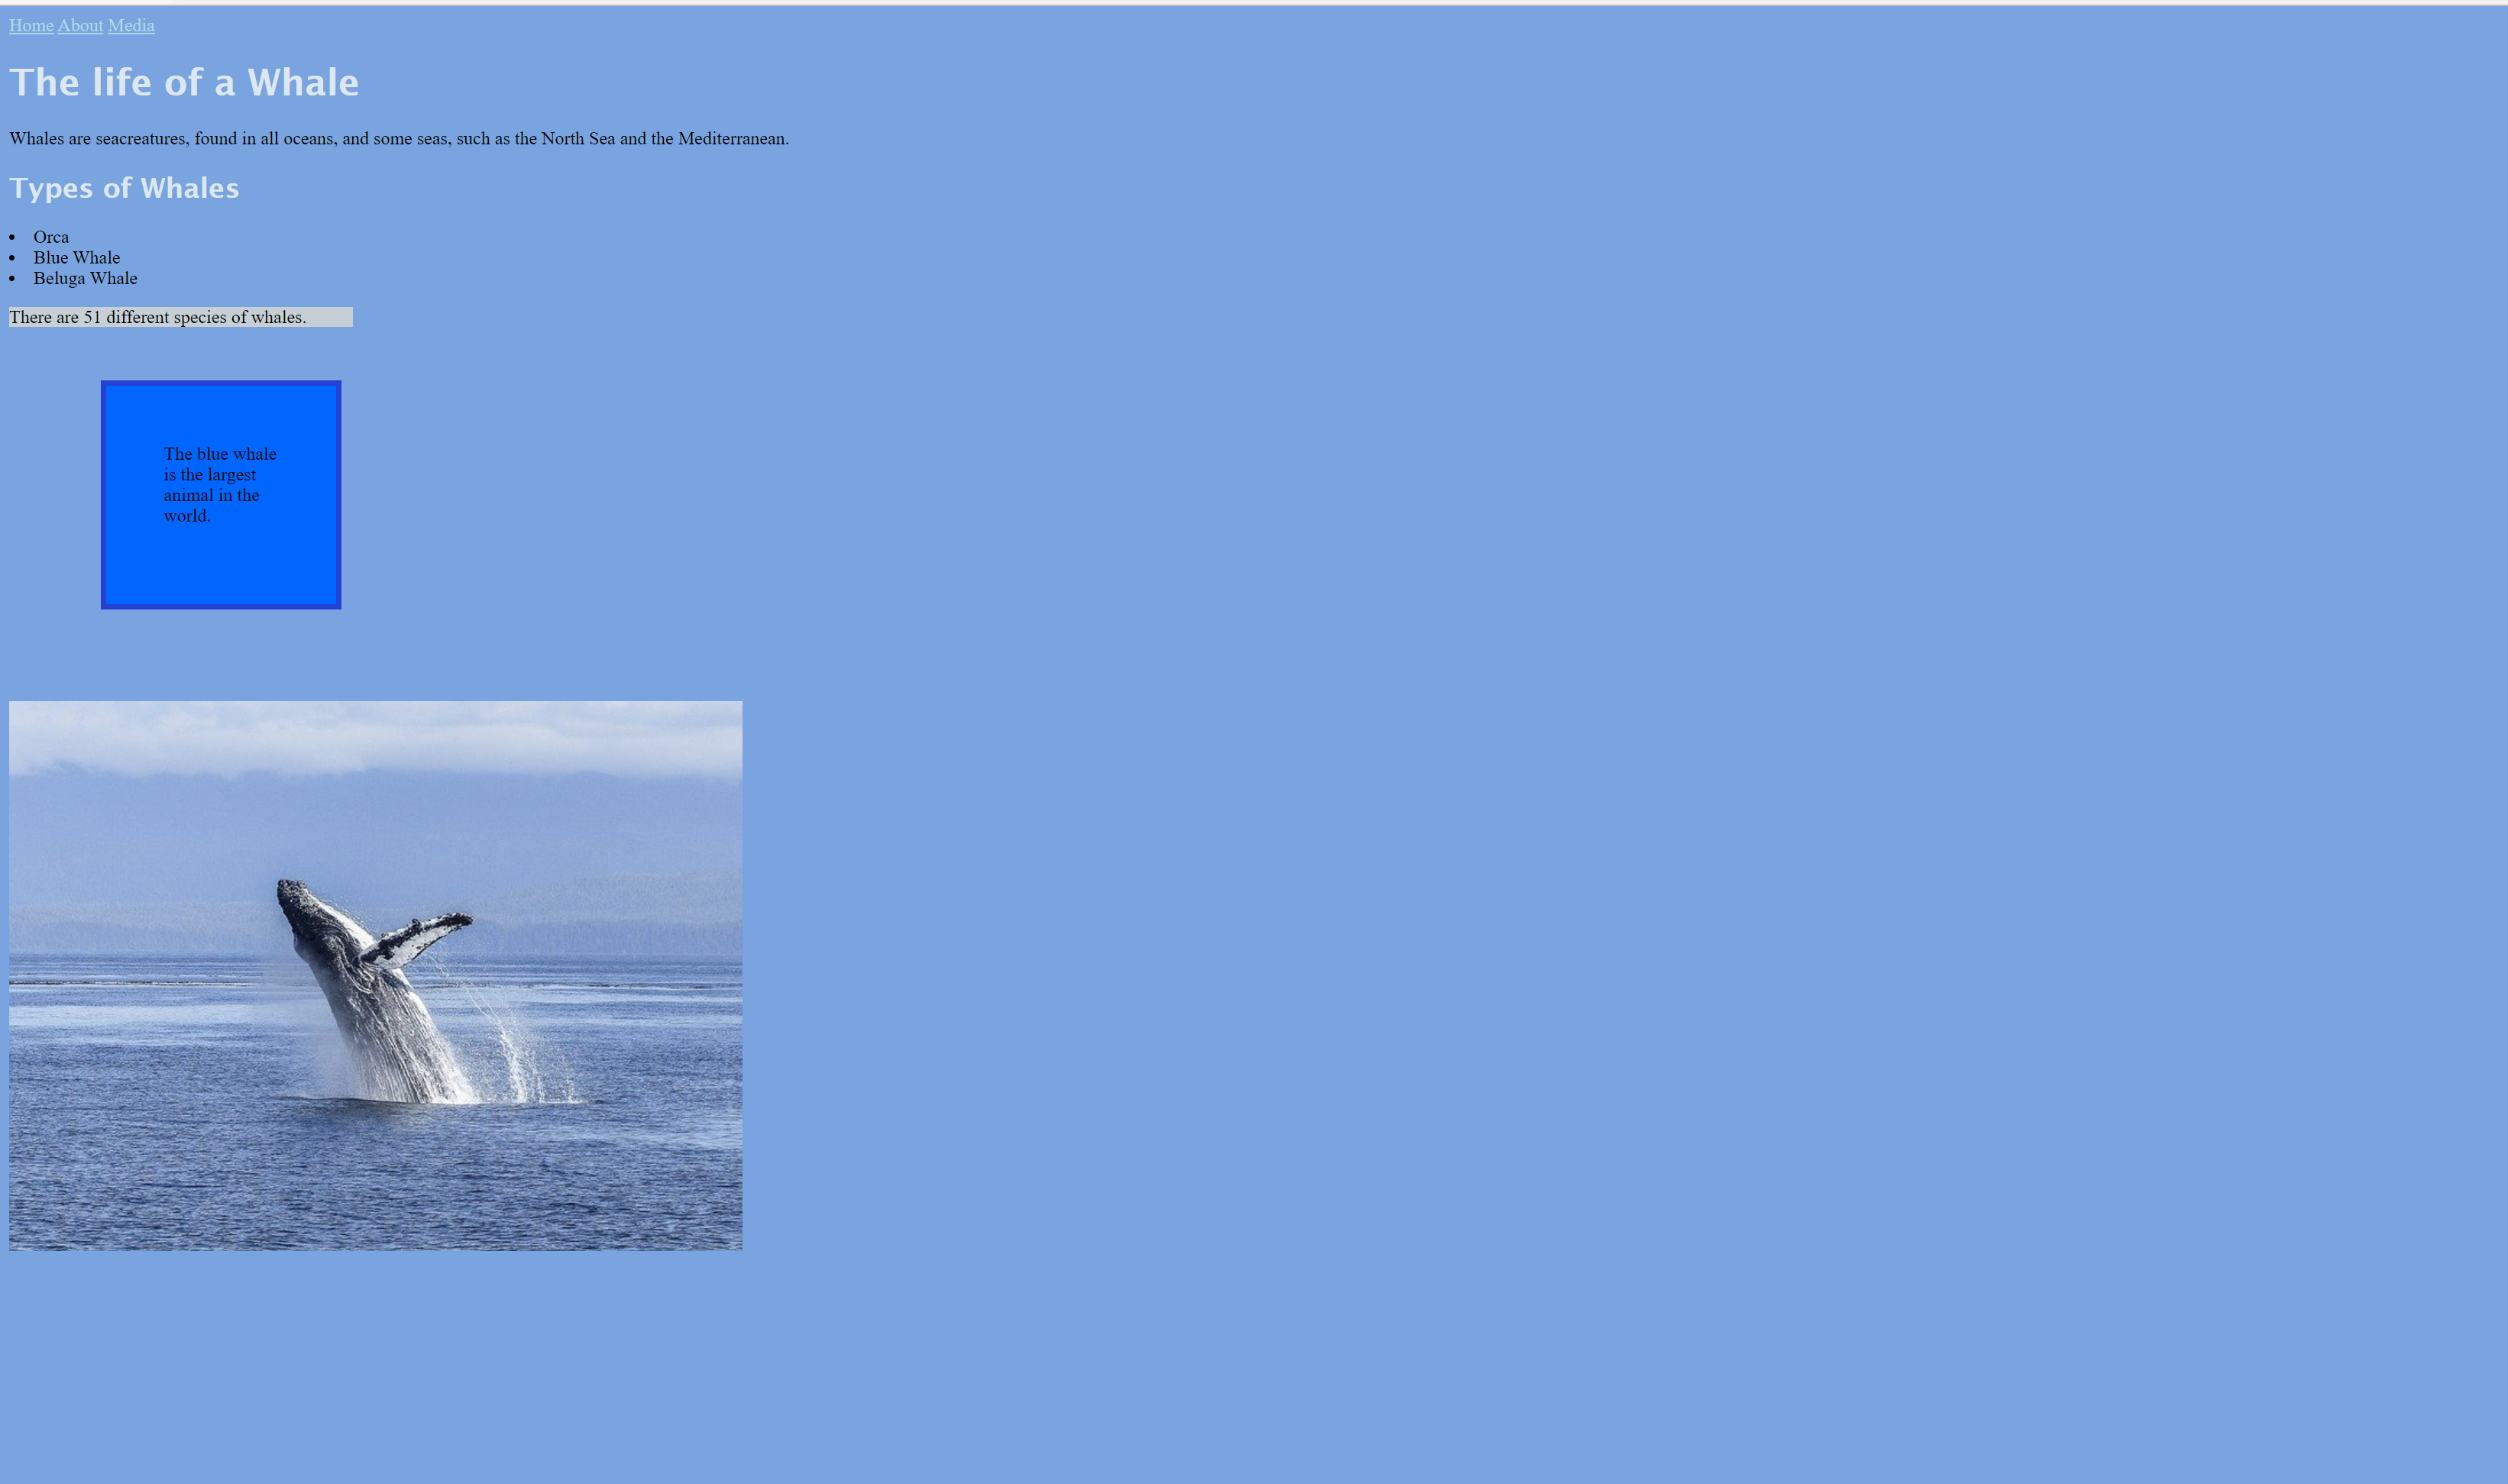 Home About Media
The life of a Whale
Whales are seacreatures, found in all oceans, and some seas, such as the North Sea and the Mediterranean.
Types of Whales
Orca
Blue Whale
Beluga Whale
There are 51 different species of whales.
The blue whale
is the largest
animal in the
world.